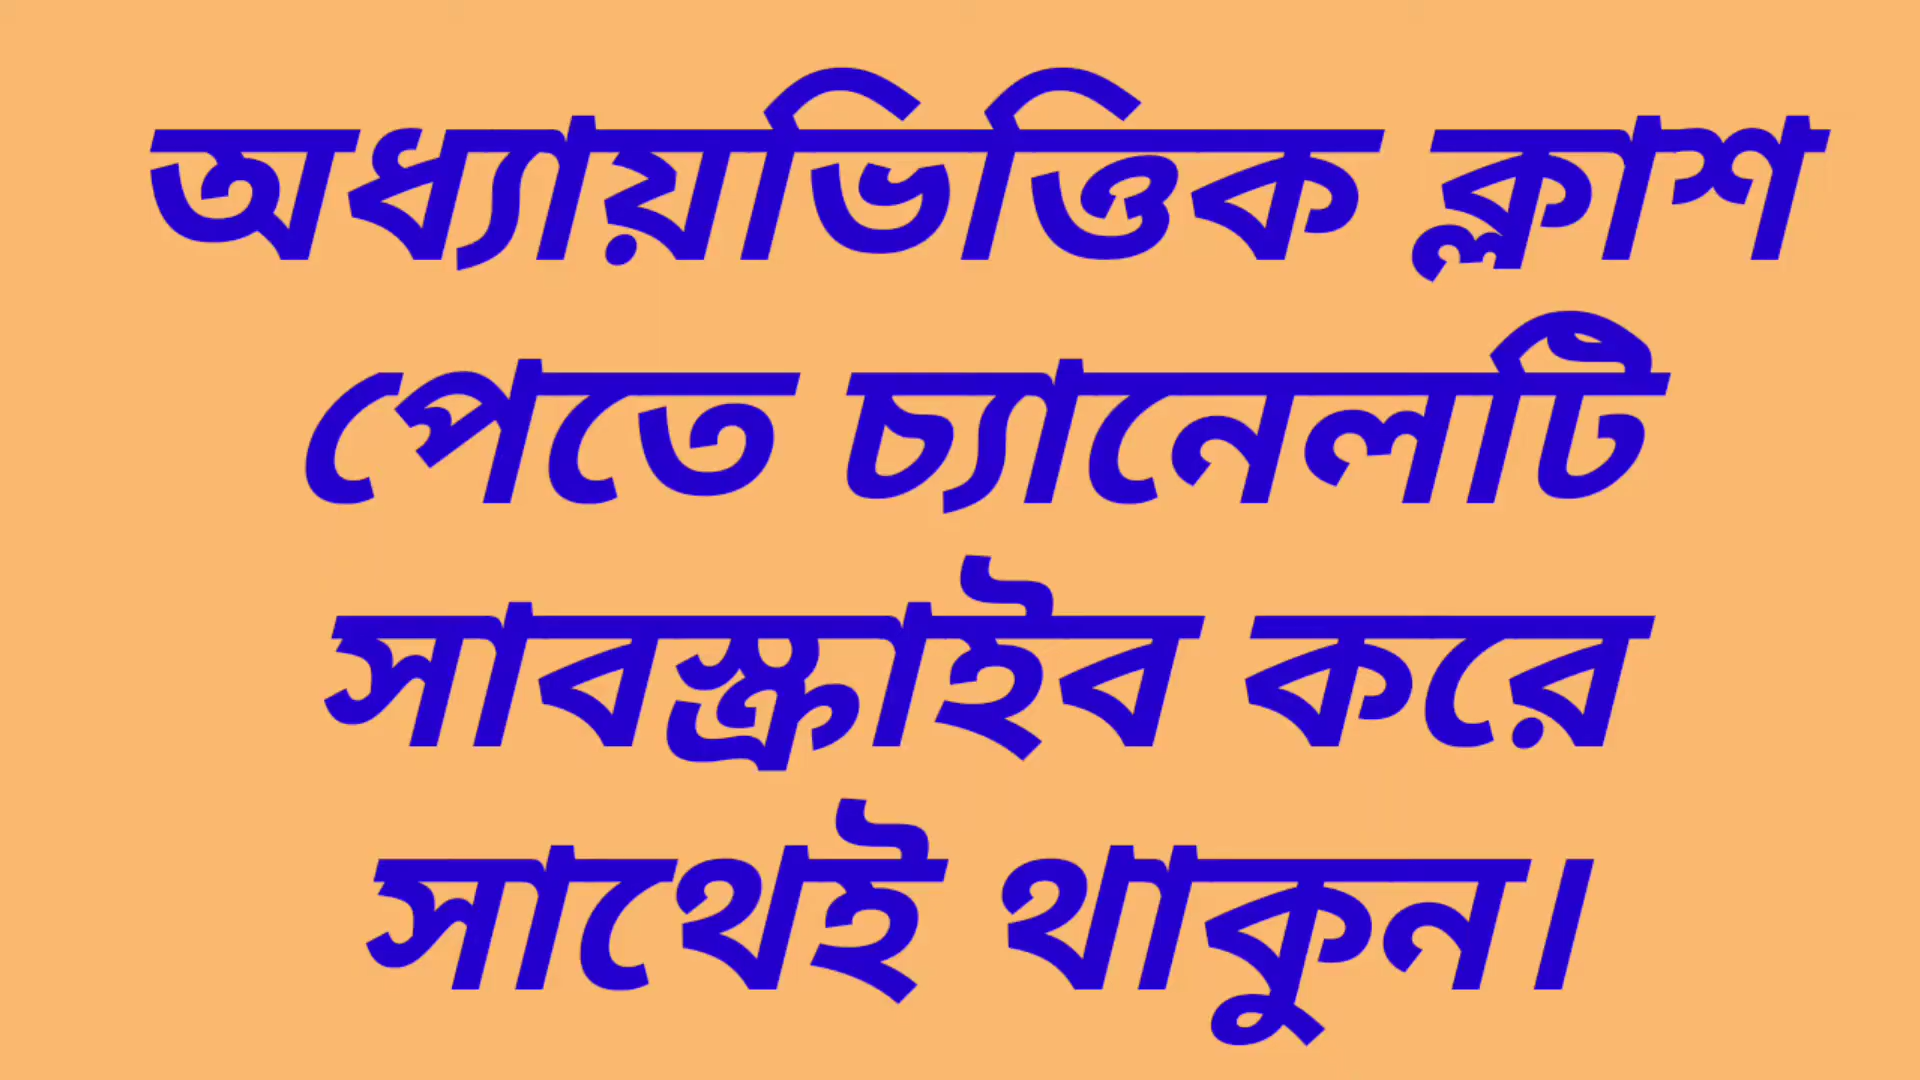 অধ্যায়ভিত্তিক ক্লাশ
পেতে চ্যানেলটি
সাবস্ক্রাইব করে
সাথেই থাকুন।